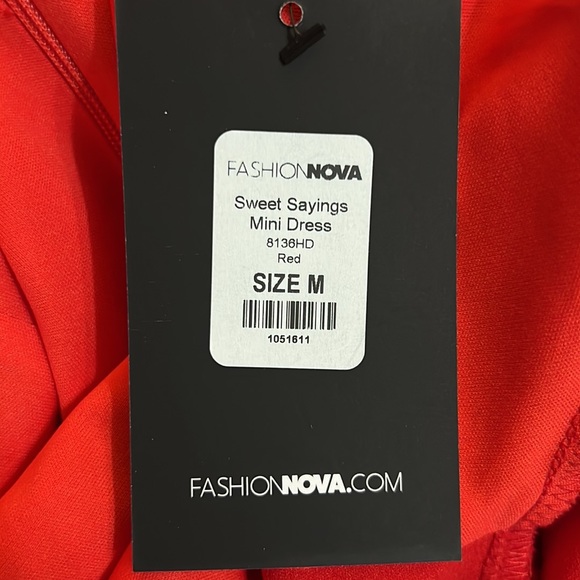 FASHIONNOVA
Sweet Sayings
Mini Dress
8136HD
Red
SIZE M
1051611
FASHIONNOVA.COM